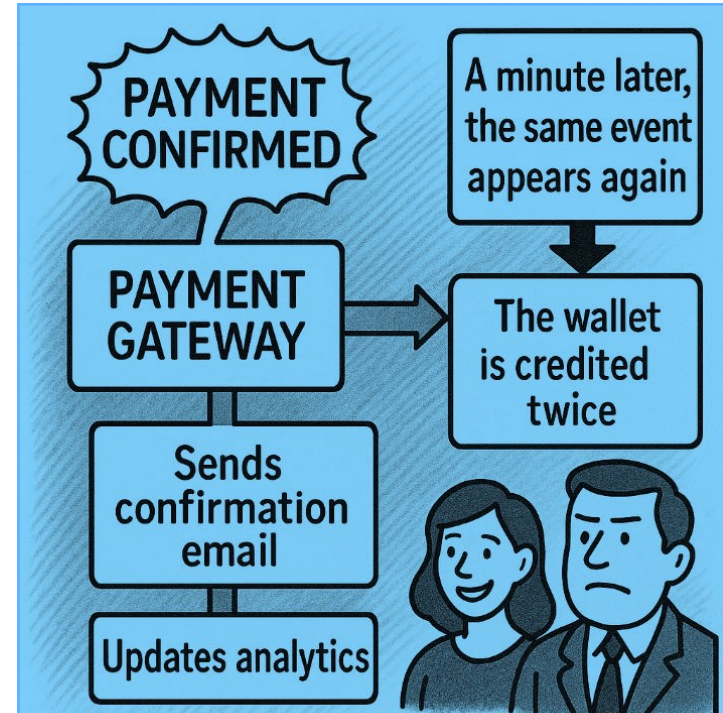 PAYMENT
CONFIRMED
PAYMENT
GATEWAY
Sends
confirmation
email
Updates analytics
A minute later,
the same event
appears again
The wallet
is credited
twice